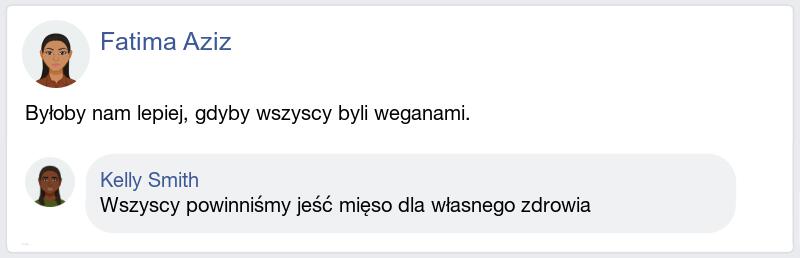 Fatima Aziz
Byłoby nam lepiej, gdyby wszyscy byli weganami.
Kelly Smith
Wszyscy powinniśmy jeść mięso dla własnego zdrowia